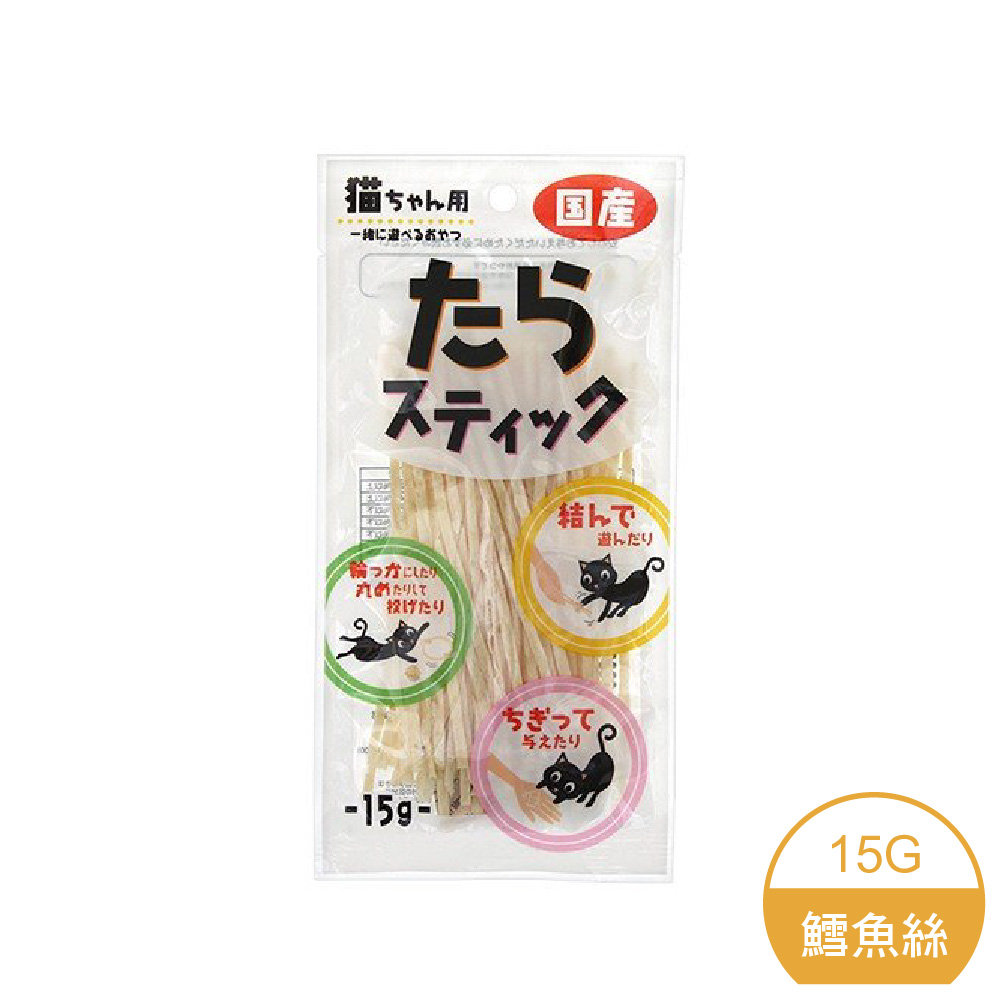 猫ちゃん用
国産
一緒に遊べるおやつ
たら
スティック
結んで
遊んだり
輪っかにしたり
丸めたりして
投げたり
ちぎって
与えたり
-15g-
15G
鱈魚絲